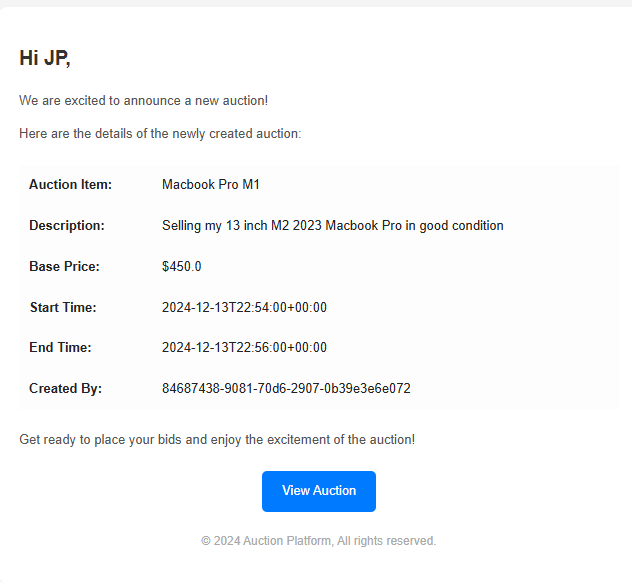 Hi JP,
We are excited to announce a new auction!
Here are the details of the newly created auction:
Auction Item: Macbook Pro M1
Description: Selling my 13 inch M2 2023 Macbook Pro in good condition
Base Price: $450.0
Start Time: 2024-12-13T22:54:00+00:00
End Time: 2024-12-13T22:56:00+00:00
Created By: 84687438-9081-70d6-2907-0b39e3e6e072
Get ready to place your bids and enjoy the excitement of the auction!
View Auction
© 2024 Auction Platform, All rights reserved.